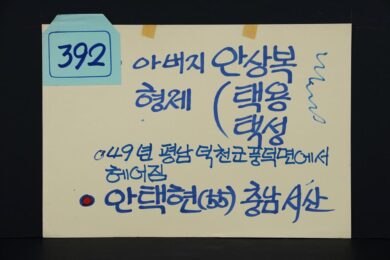 392
아버지 안상복
형제 (택용
택성
049년 평남 덕천군 풍덕면에서
헤어짐
안택현(55) 충남 서산